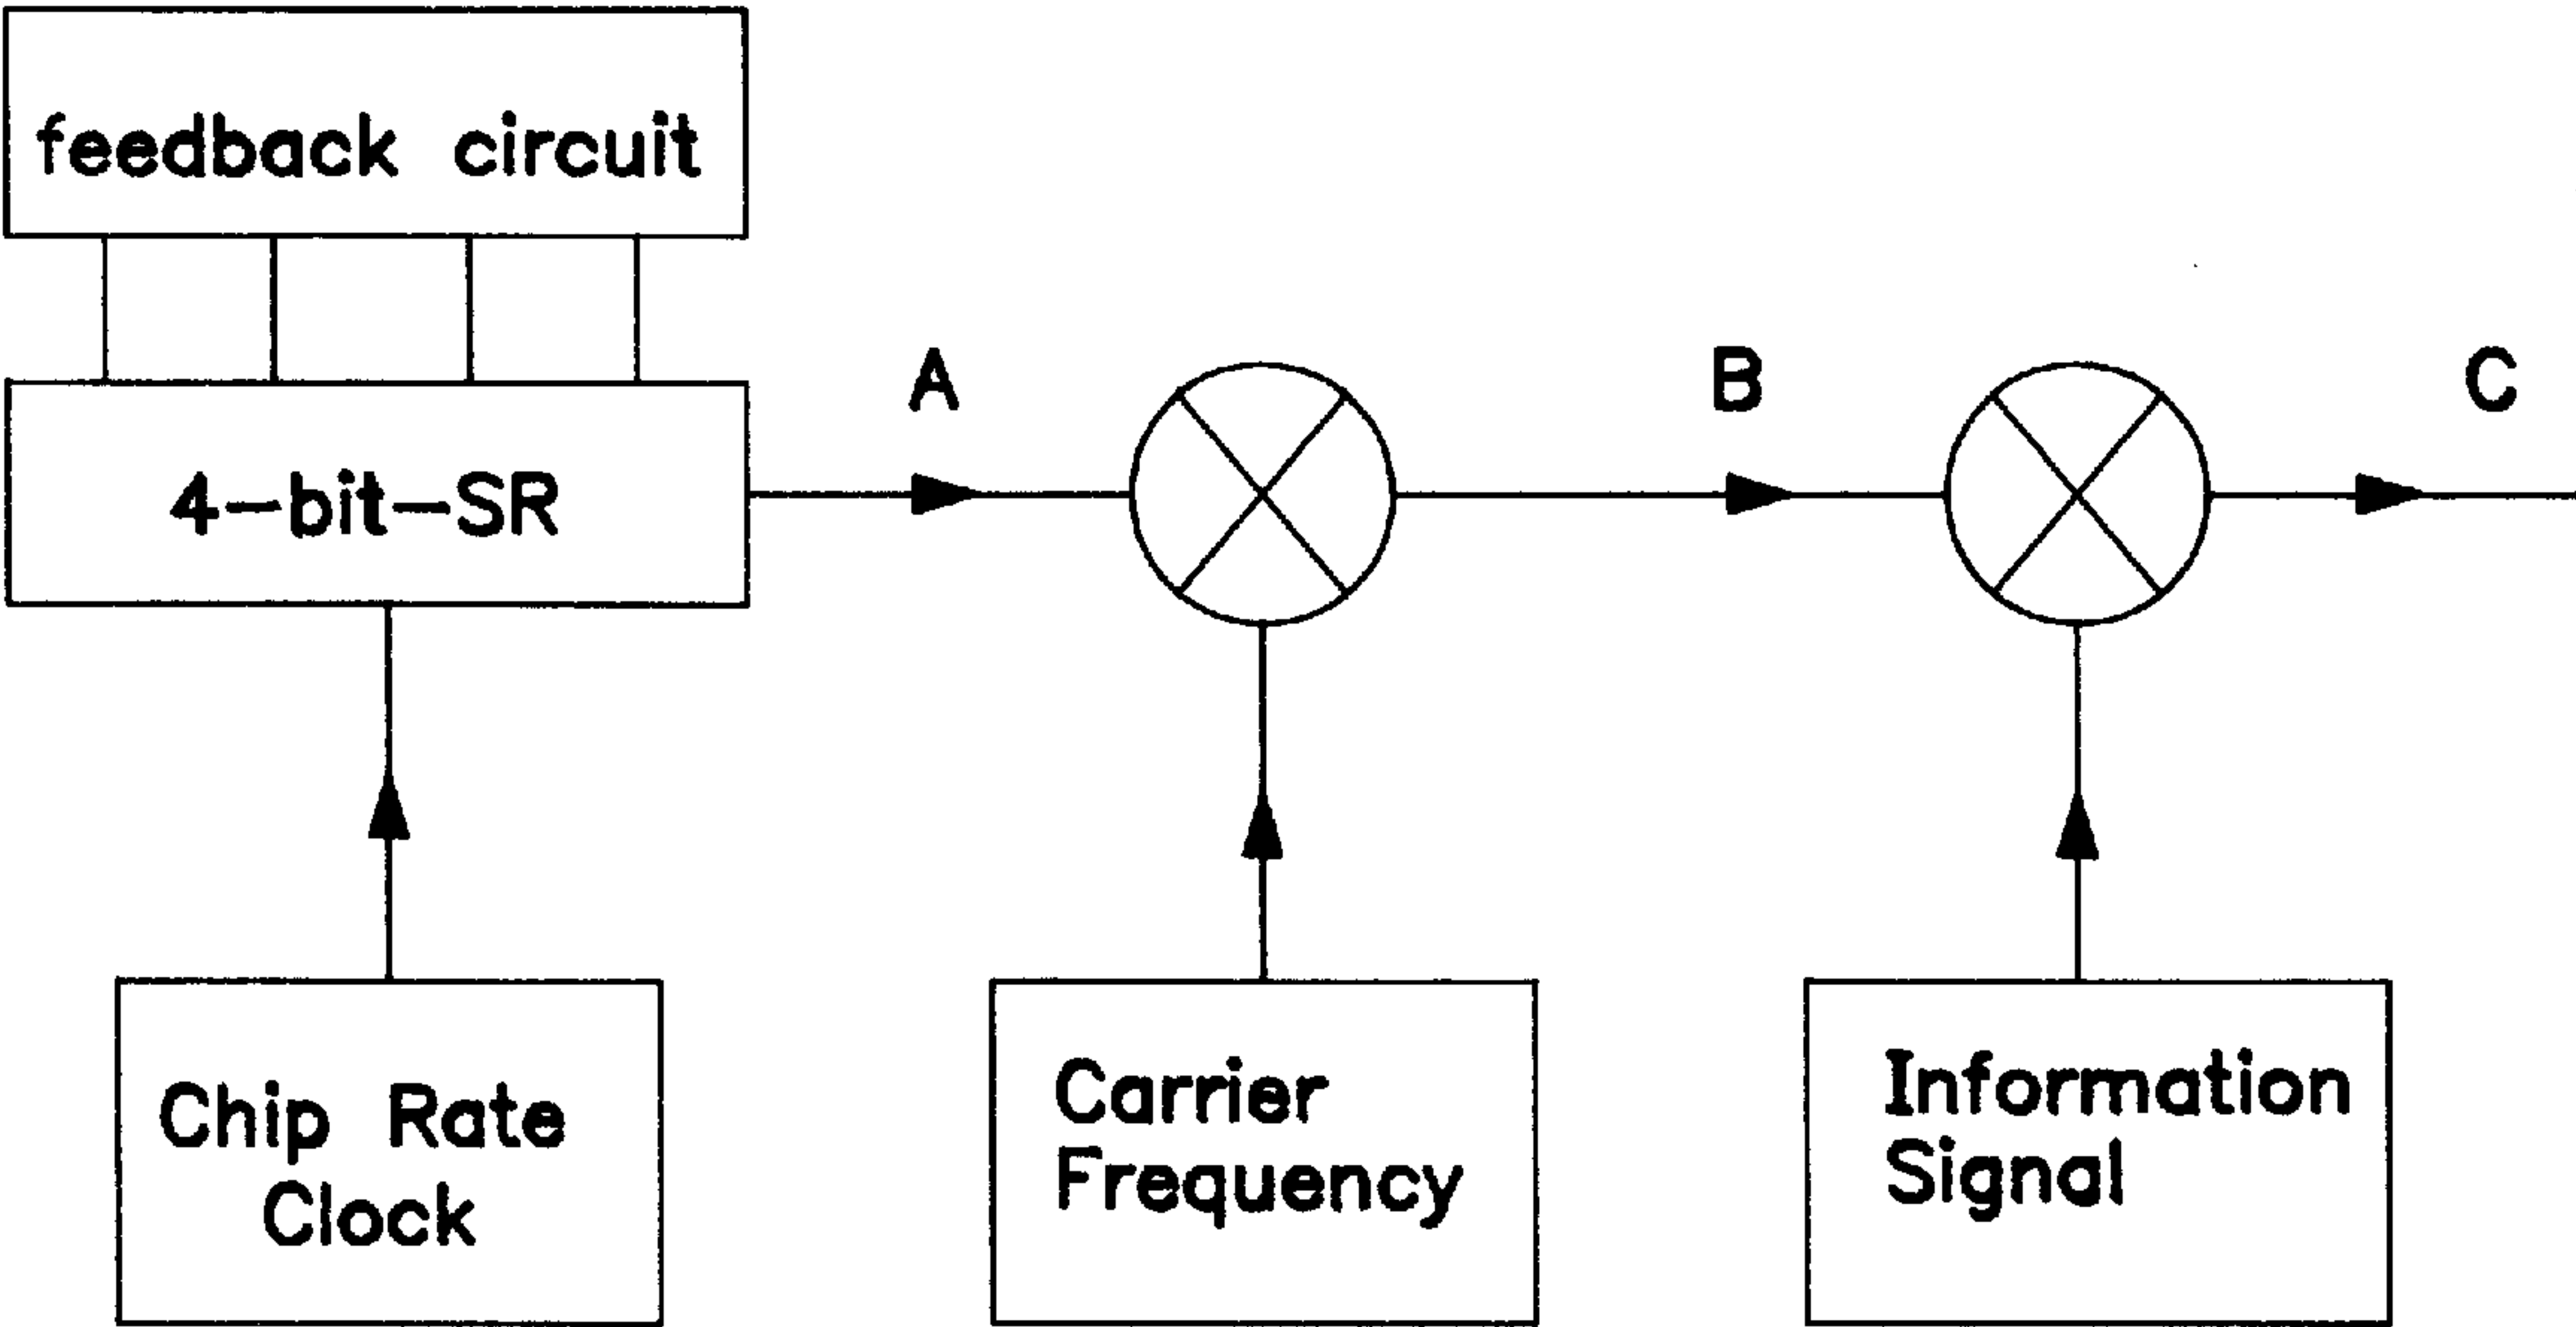 feedback circuit
4-bit-SR
A
B
C
Chip Rate
Clock
Carrier
Frequency
Information
Signal